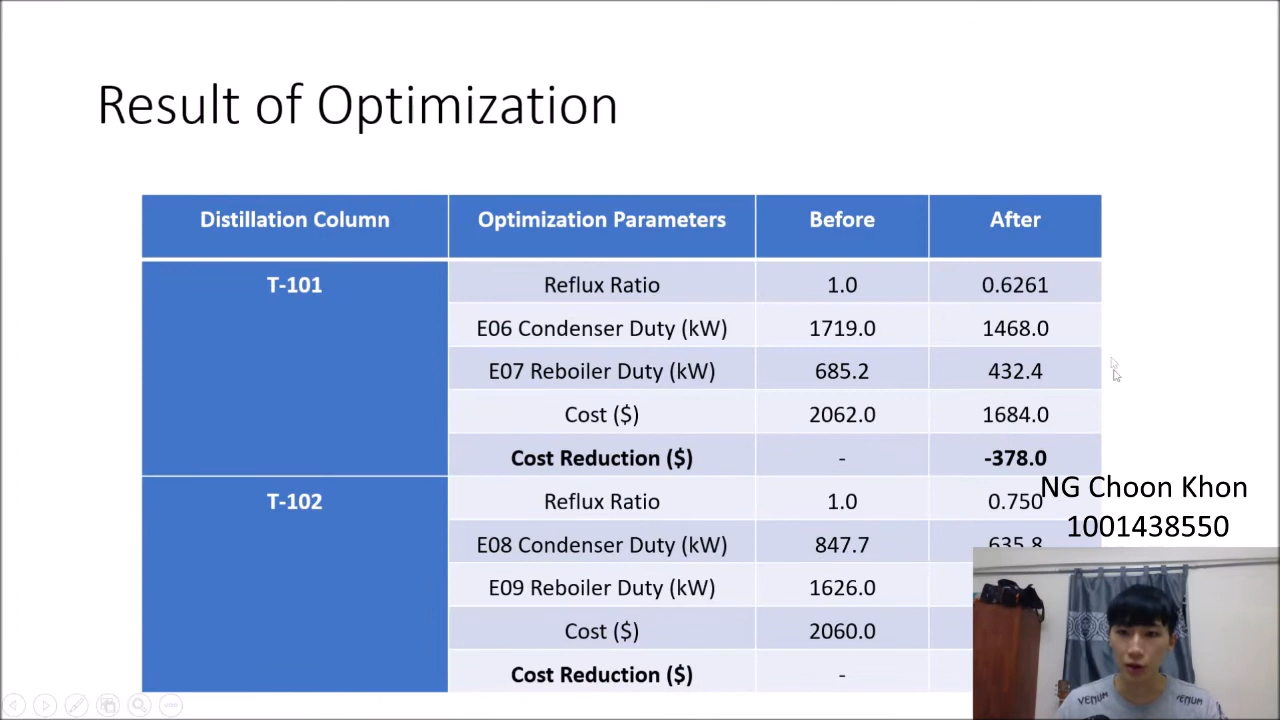 Result of Optimization
Distillation Column Optimization Parameters Before After
T-101 Reflux Ratio 1.0 0.6261
E06 Condenser Duty (kW) 1719.0 1468.0
E07 Reboiler Duty (kW) 685.2 432.4
Cost ($) 2062.0 1684.0
Cost Reduction ($) - -378.0
T-102 Reflux Ratio 1.0 0.750
E08 Condenser Duty (kW) 847.7 635.8
E09 Reboiler Duty (kW) 1626.0
Cost ($) 2060.0
Cost Reduction ($) -
NG Choon Khon
1001438550
VENUM VENUM